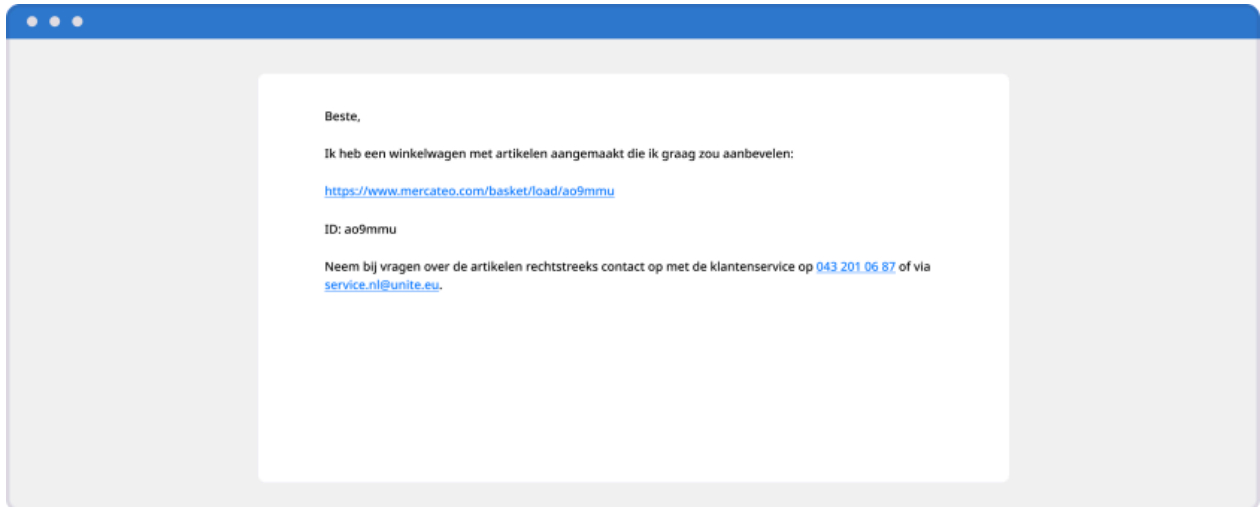 Beste,
Ik heb een winkelwagen met artikelen aangemaakt die ik graag zou aanbevelen:
https://www.mercateo.com/basket/load/ao9mmu
ID: ao9mmu
Neem bij vragen over de artikelen rechtstreeks contact op met de klantenservice op 043 201 06 87 of via
service.nl@unite.eu.